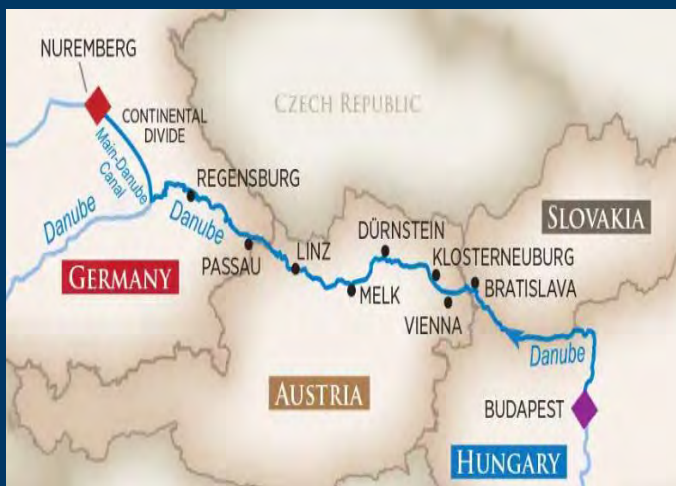 NUREMBERG
CONTINENTAL
DIVIDE
CZECH REPUBLIC
Main-Danube
Canal
REGENSBURG
Danube
Danube
SLOVAKIA
DÜRNSTEIN
LINZ
KLOSTERNEUBURG
PASSAU
GERMANY
MELK
BRATISLAVA
VIENNA
Danube
AUSTRIA
BUDAPEST
HUNGARY